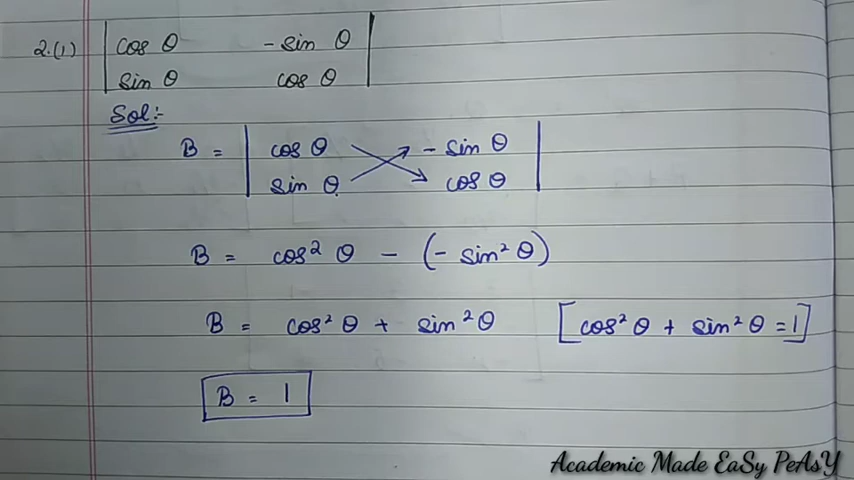 2.(1) | cos θ - sin θ |
| sin θ cos θ |
Sol:-
B = | cos θ - sin θ |
| sin θ cos θ |
B = cos² θ - (- sin² θ)
B = cos² θ + sin² θ [cos² θ + sin² θ = 1]
B = 1
Academic Made EaSy PeAsY